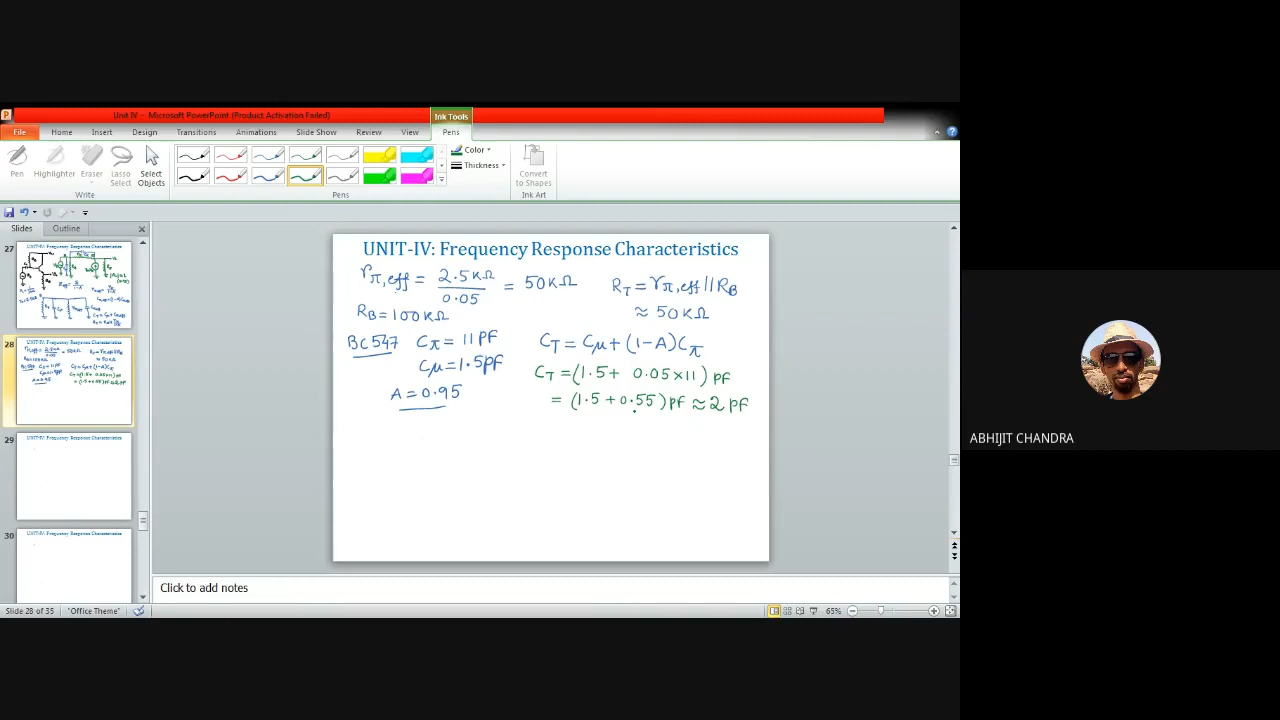 Unit IV - Microsoft PowerPoint (Product Activation Failed)
Ink Tools
File Home Insert Design Transitions Animations Slide Show Review View Pens
Pen Highlighter Eraser Lasso Select Select Objects
Color
Thickness
Convert to Shapes
Write Pens Ink Art
Slides Outline
27
28
29
30
UNIT-IV: Frequency Response Characteristics
rπ,eff = 2.5KΩ / 0.05 = 50KΩ
RT = rπ,eff // RB
≈ 50KΩ
RB = 100KΩ
BC547 Cπ = 11 PF
Cμ = 1.5PF
A = 0.95
CT = Cμ + (1-A)Cπ
CT = (1.5 + 0.05×11) PF
= (1.5 + 0.55) PF ≈ 2 PF
Click to add notes
Slide 28 of 35 "Office Theme" 65%
ABHIJIT CHANDRA